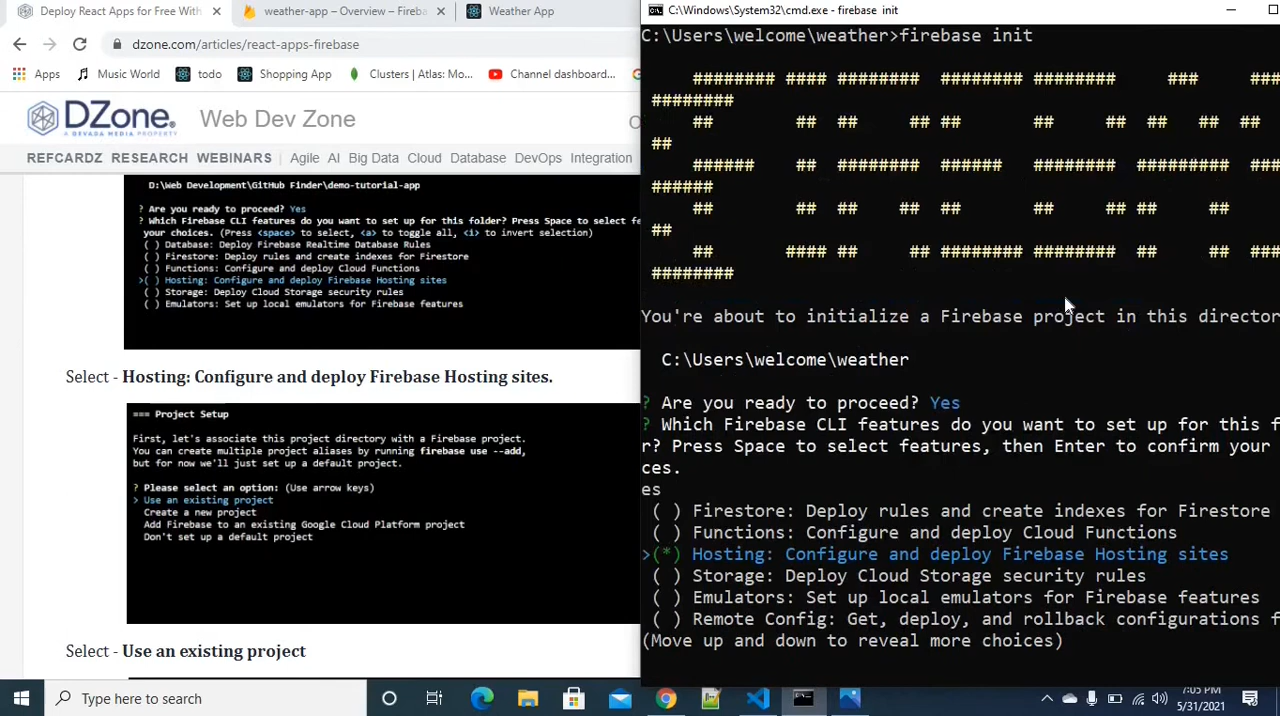 Deploy React Apps for Free With
weather-app – Overview – Fireba
Weather App
dzone.com/articles/react-apps-firebase
Apps
Music World
todo
Shopping App
Clusters | Atlas: Mo...
Channel dashboard...
DZone.
A DEVADA MEDIA PROPERTY
Web Dev Zone
REFCARDZ RESEARCH WEBINARS Agile AI Big Data Cloud Database DevOps Integration
D:\Web Development\GitHub Finder\demo-tutorial-app
? Are you ready to proceed? Yes
? Which Firebase CLI features do you want to set up for this folder? Press Space to select fe
your choices. (Press <space> to select, <a> to toggle all, <i> to invert selection)
( ) Database: Deploy Firebase Realtime Database Rules
( ) Firestore: Deploy rules and create indexes for Firestore
( ) Functions: Configure and deploy Cloud Functions
>( ) Hosting: Configure and deploy Firebase Hosting sites
( ) Storage: Deploy Cloud Storage security rules
( ) Emulators: Set up local emulators for Firebase features
Select - Hosting: Configure and deploy Firebase Hosting sites.
=== Project Setup
First, let's associate this project directory with a Firebase project.
You can create multiple project aliases by running firebase use --add,
but for now we'll just set up a default project.
? Please select an option: (Use arrow keys)
> Use an existing project
Create a new project
Add Firebase to an existing Google Cloud Platform project
Don't set up a default project
Select - Use an existing project
C:\Windows\System32\cmd.exe - firebase init
C:\Users\welcome\weather>firebase init
######## #### ######## ######## ######## ### ###
########
## ## ## ## ## ## ## ## ## ##
##
###### ## ######## ###### ######## ######### ###
######
## ## ## ## ## ## ## ## ##
##
## #### ## ## ######## ######## ## ## ###
########
You're about to initialize a Firebase project in this director
C:\Users\welcome\weather
? Are you ready to proceed? Yes
? Which Firebase CLI features do you want to set up for this f
r? Press Space to select features, then Enter to confirm your
ces.
es
( ) Firestore: Deploy rules and create indexes for Firestore
( ) Functions: Configure and deploy Cloud Functions
>(*) Hosting: Configure and deploy Firebase Hosting sites
( ) Storage: Deploy Cloud Storage security rules
( ) Emulators: Set up local emulators for Firebase features
( ) Remote Config: Get, deploy, and rollback configurations f
(Move up and down to reveal more choices)
Type here to search
7:05 PM
5/31/2021